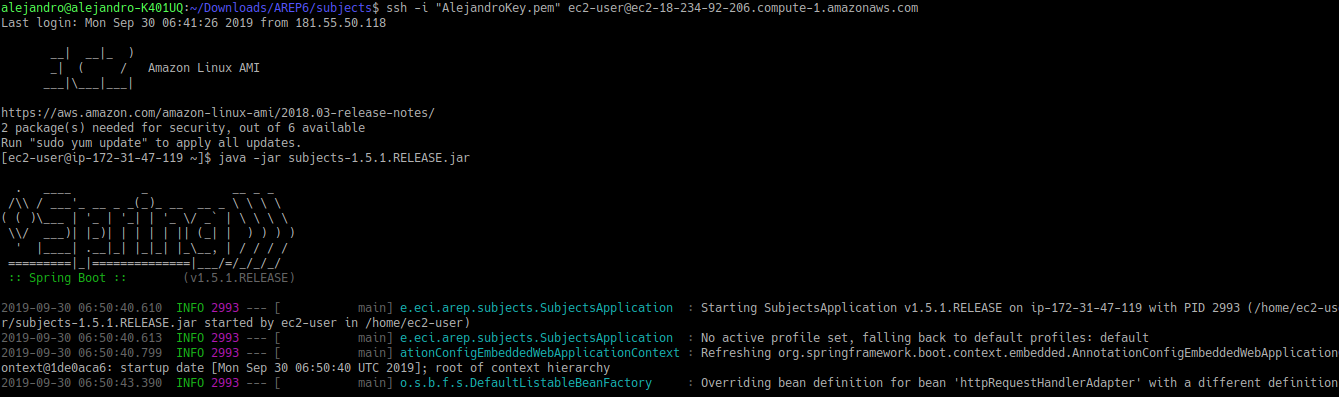 alejandro@alejandro-K401UQ:~/Downloads/AREP6/subjects$ ssh -i "AlejandroKey.pem" ec2-user@ec2-18-234-92-206.compute-1.amazonaws.com
Last login: Mon Sep 30 06:41:26 2019 from 181.55.50.118
       __|  __|_  )
       _|  (     /   Amazon Linux AMI
      ___|\___|___|
https://aws.amazon.com/amazon-linux-ami/2018.03-release-notes/
2 package(s) needed for security, out of 6 available
Run "sudo yum update" to apply all updates.
[ec2-user@ip-172-31-47-119 ~]$ java -jar subjects-1.5.1.RELEASE.jar
  .   ____          _            __ _ _
 /\\ / ___'_ __ _ _(_)_ __  __ _ \ \ \ \
( ( )\___ | '_ | '_| | '_ \/ _` | \ \ \ \
 \\/  ___)| |_)| | | | | || (_| |  ) ) ) )
  '  |____| .__|_| |_|_| |_\__, | / / / /
 =========|_|==============|___/=/_/_/_/
 :: Spring Boot ::        (v1.5.1.RELEASE)
2019-09-30 06:50:40.610  INFO 2993 --- [           main] e.eci.arep.subjects.SubjectsApplication  : Starting SubjectsApplication v1.5.1.RELEASE on ip-172-31-47-119 with PID 2993 (/home/ec2-us
r/subjects-1.5.1.RELEASE.jar started by ec2-user in /home/ec2-user)
2019-09-30 06:50:40.613  INFO 2993 --- [           main] e.eci.arep.subjects.SubjectsApplication  : No active profile set, falling back to default profiles: default
2019-09-30 06:50:40.799  INFO 2993 --- [           main] ationConfigEmbeddedWebApplicationContext : Refreshing org.springframework.boot.context.embedded.AnnotationConfigEmbeddedWebApplication
ontext@1de0aca6: startup date [Mon Sep 30 06:50:40 UTC 2019]; root of context hierarchy
2019-09-30 06:50:43.390  INFO 2993 --- [           main] o.s.b.f.s.DefaultListableBeanFactory     : Overriding bean definition for bean 'httpRequestHandlerAdapter' with a different definition